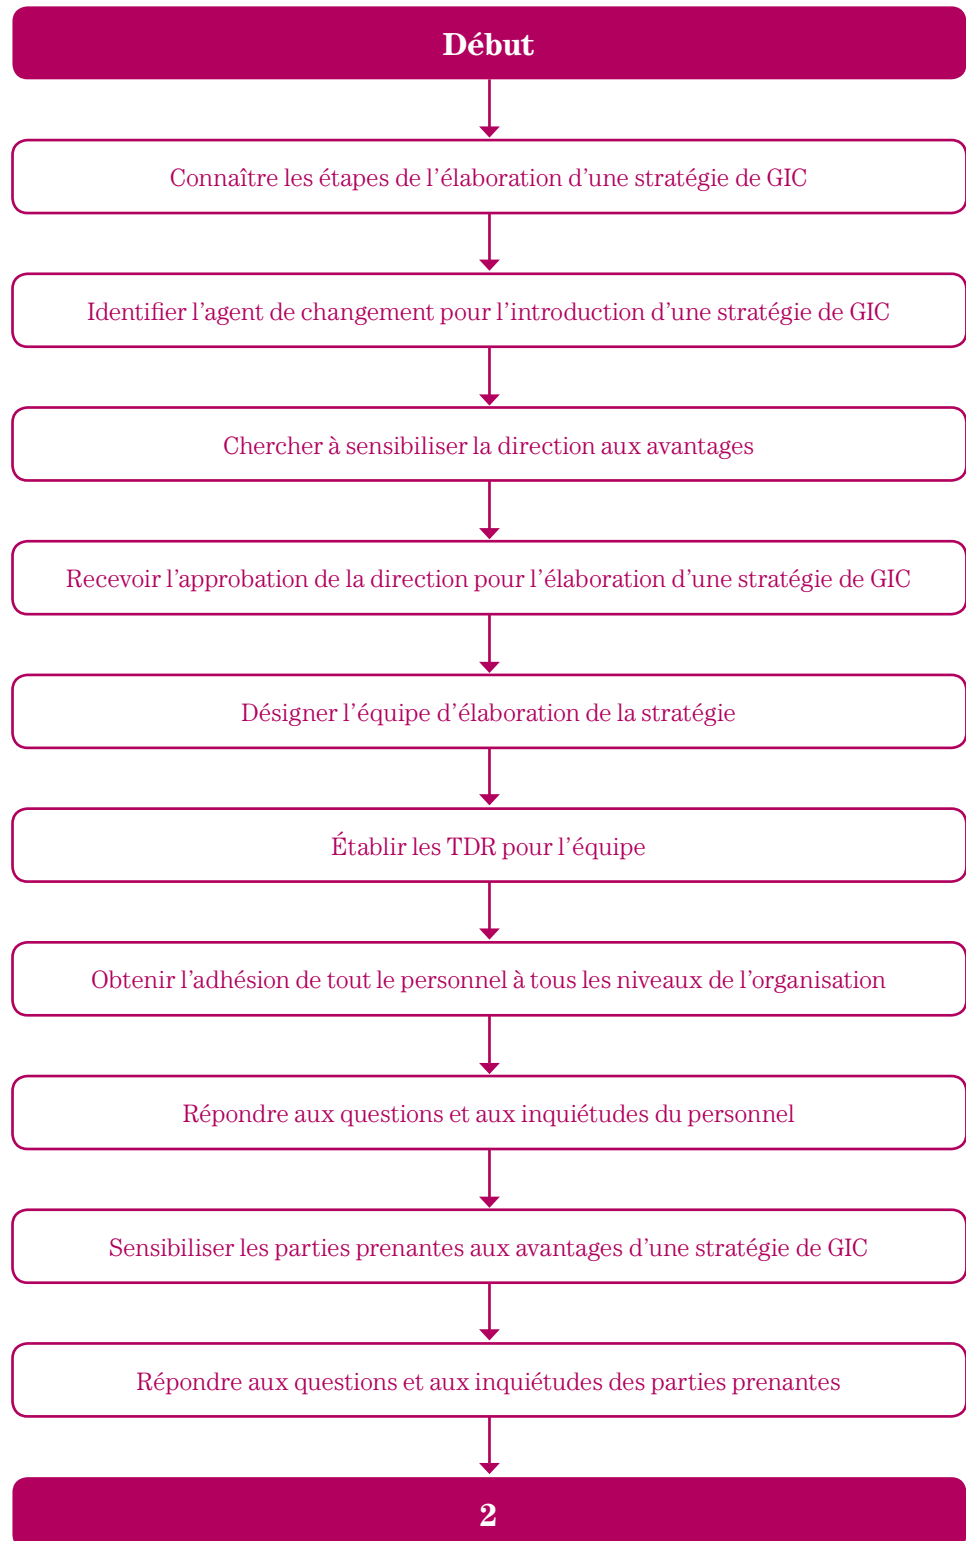 Début
Connaître les étapes de l’élaboration d’une stratégie de GIC
Identifier l’agent de changement pour l’introduction d’une stratégie de GIC
Chercher à sensibiliser la direction aux avantages
Recevoir l’approbation de la direction pour l’élaboration d’une stratégie de GIC
Désigner l’équipe d’élaboration de la stratégie
Établir les TDR pour l’équipe
Obtenir l’adhésion de tout le personnel à tous les niveaux de l’organisation
Répondre aux questions et aux inquiétudes du personnel
Sensibiliser les parties prenantes aux avantages d’une stratégie de GIC
Répondre aux questions et aux inquiétudes des parties prenantes
2